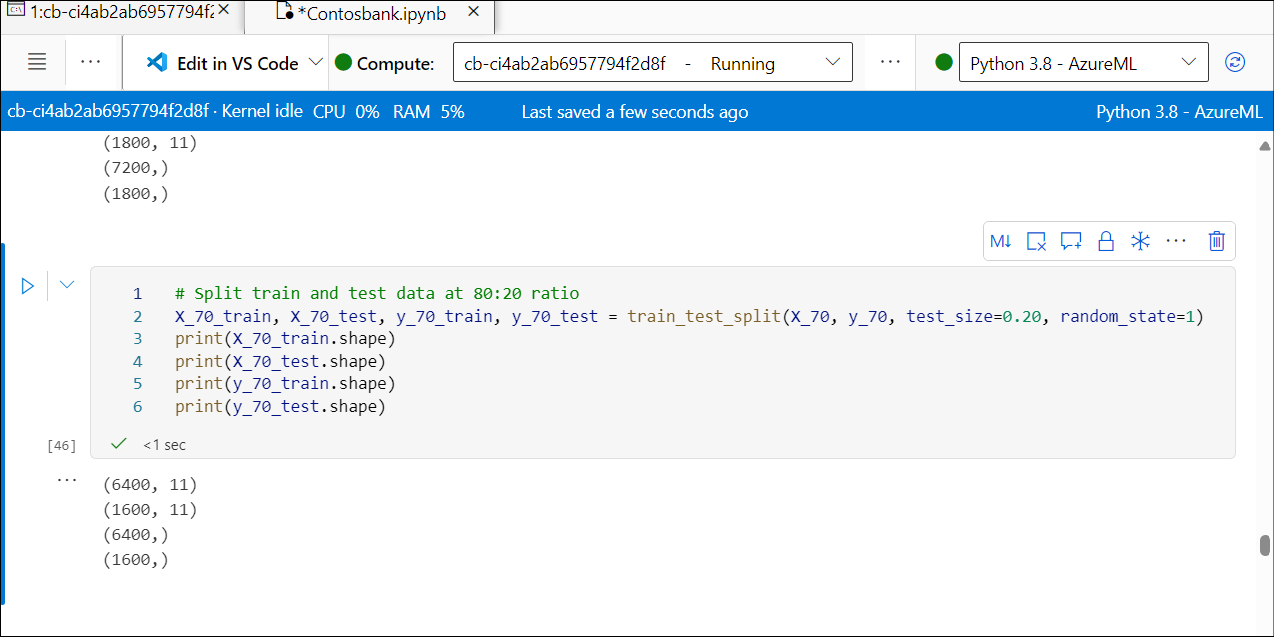 1:cb-ci4ab2ab6957794f2 *Contosbank.ipynb
Edit in VS Code Compute: cb-ci4ab2ab6957794f2d8f - Running Python 3.8 - AzureML
cb-ci4ab2ab6957794f2d8f · Kernel idle CPU 0% RAM 5% Last saved a few seconds ago Python 3.8 - AzureML
(1800, 11)
(7200,)
(1800,)
M↓
1 # Split train and test data at 80:20 ratio
2 X_70_train, X_70_test, y_70_train, y_70_test = train_test_split(X_70, y_70, test_size=0.20, random_state=1)
3 print(X_70_train.shape)
4 print(X_70_test.shape)
5 print(y_70_train.shape)
6 print(y_70_test.shape)
[46] <1 sec
(6400, 11)
(1600, 11)
(6400,)
(1600,)